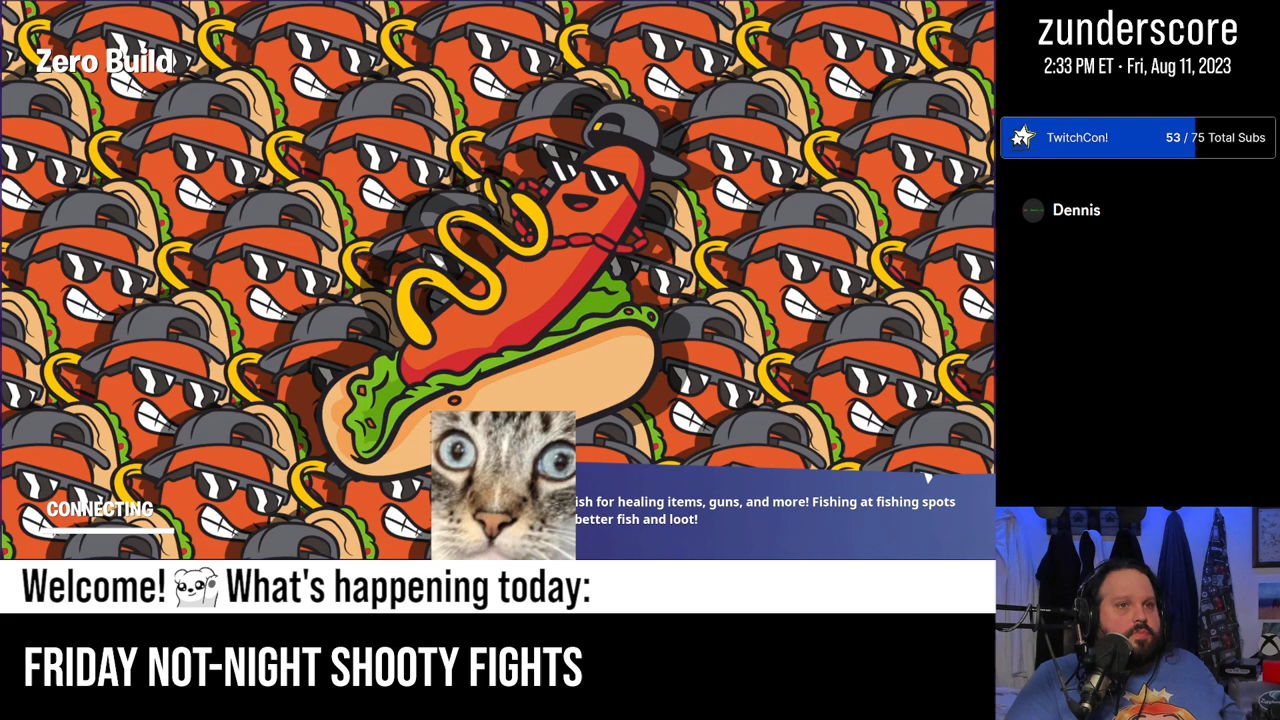 Zero Build
zunderscore
2:33 PM ET · Fri, Aug 11, 2023
TwitchCon!
53 / 75 Total Subs
Dennis
CONNECTING
ish for healing items, guns, and more! Fishing at fishing spots
better fish and loot!
Welcome! What's happening today:
FRIDAY NOT-NIGHT SHOOTY FIGHTS